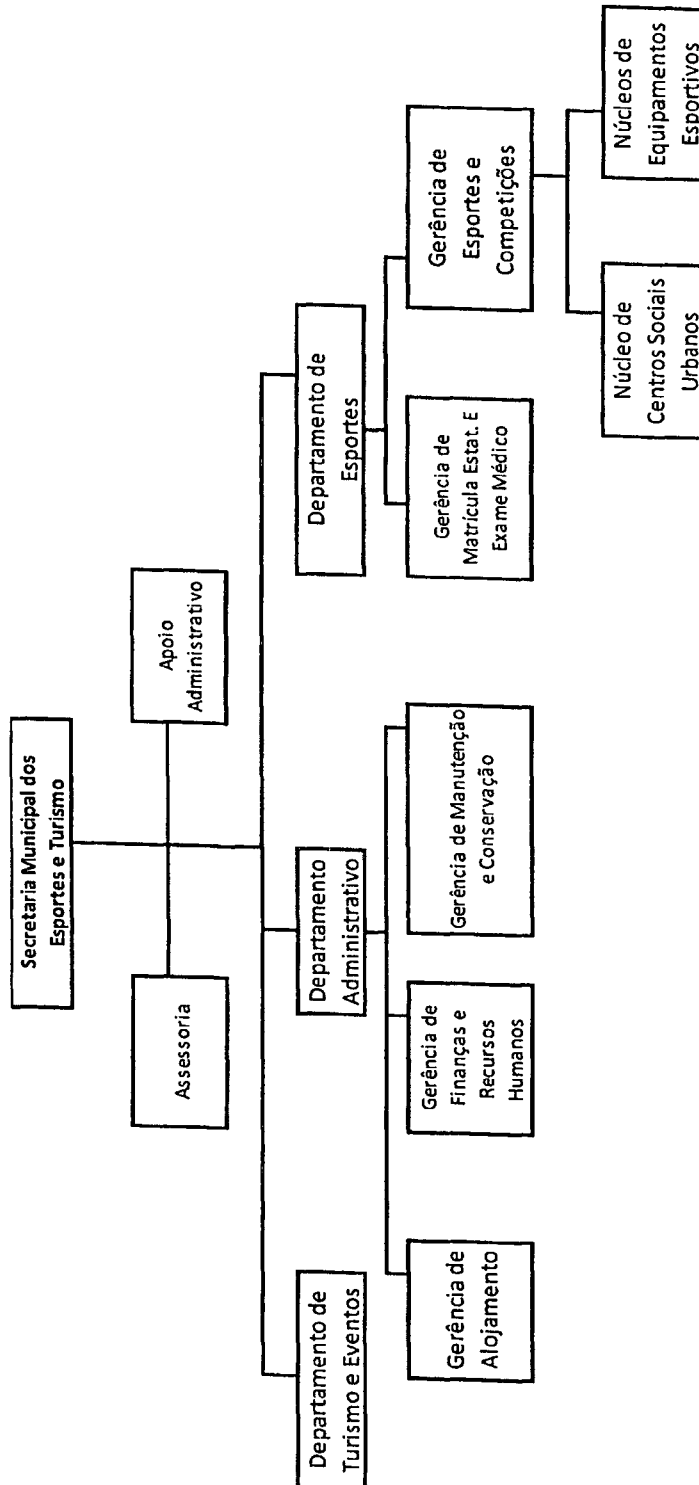 Secretaria Municipal dos
Esportes e Turismo
Assessoria
Apoio
Administrativo
Departamento de
Turismo e Eventos
Departamento
Administrativo
Departamento de
Esportes
Gerência de
Alojamento
Gerência de
Finanças e
Recursos
Humanos
Gerência de Manutenção
e Conservação
Gerência de
Matrícula Estat. E
Exame Médico
Gerência de
Esportes e
Competições
Núcleo de
Centros Sociais
Urbanos
Núcleos de
Equipamentos
Esportivos